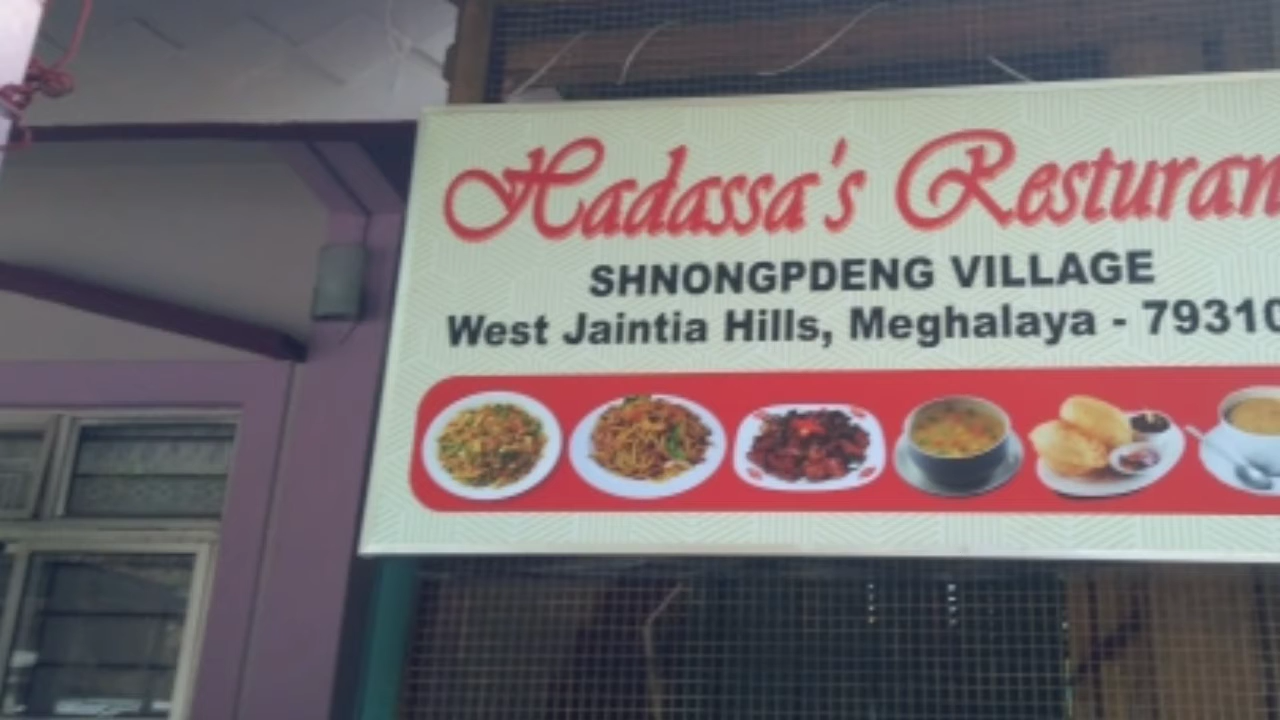 Hadassa's Resturan
SHNONGPDENG VILLAGE
West Jaintia Hills, Meghalaya - 79310